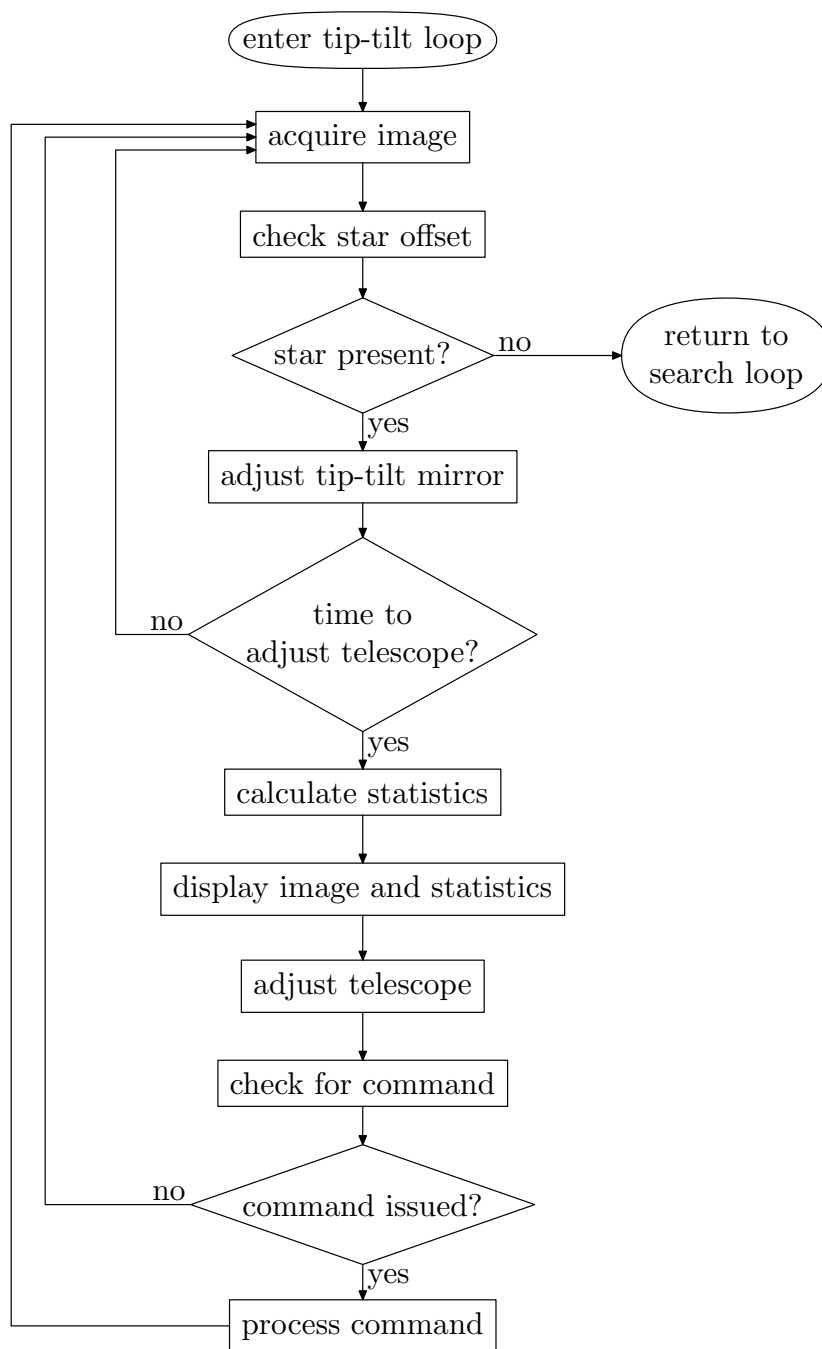 enter tip-tilt loop
acquire image
check star offset
star present?
no
return to
search loop
yes
adjust tip-tilt mirror
no
time to
adjust telescope?
yes
calculate statistics
display image and statistics
adjust telescope
check for command
no
command issued?
yes
process command